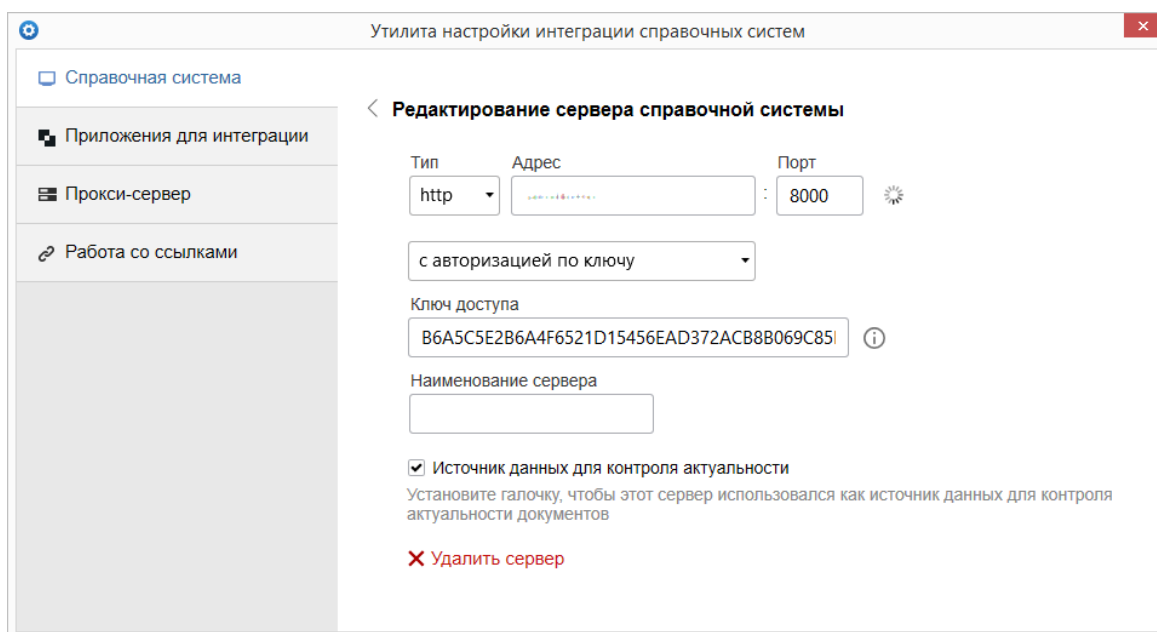 Утилита настройки интеграции справочных систем
Справочная система
Приложения для интеграции
Прокси-сервер
Работа со ссылками
Редактирование сервера справочной системы
Тип Адрес Порт
http : 8000
с авторизацией по ключу
Ключ доступа
B6A5C5E2B6A4F6521D15456EAD372ACB8B069C85
Наименование сервера
Источник данных для контроля актуальности
Установите галочку, чтобы этот сервер использовался как источник данных для контроля
актуальности документов
Удалить сервер